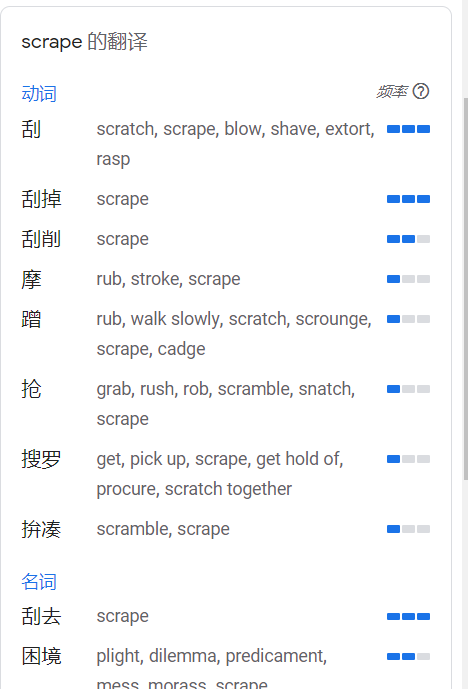 scrape 的翻译
动词 频率
刮 scratch, scrape, blow, shave, extort,
rasp
刮掉 scrape
刮削 scrape
摩 rub, stroke, scrape
蹭 rub, walk slowly, scratch, scrounge,
scrape, cadge
抢 grab, rush, rob, scramble, snatch,
scrape
搜罗 get, pick up, scrape, get hold of,
procure, scratch together
拚凑 scramble, scrape
名词
刮去 scrape
困境 plight, dilemma, predicament,
mess, morass, scrape